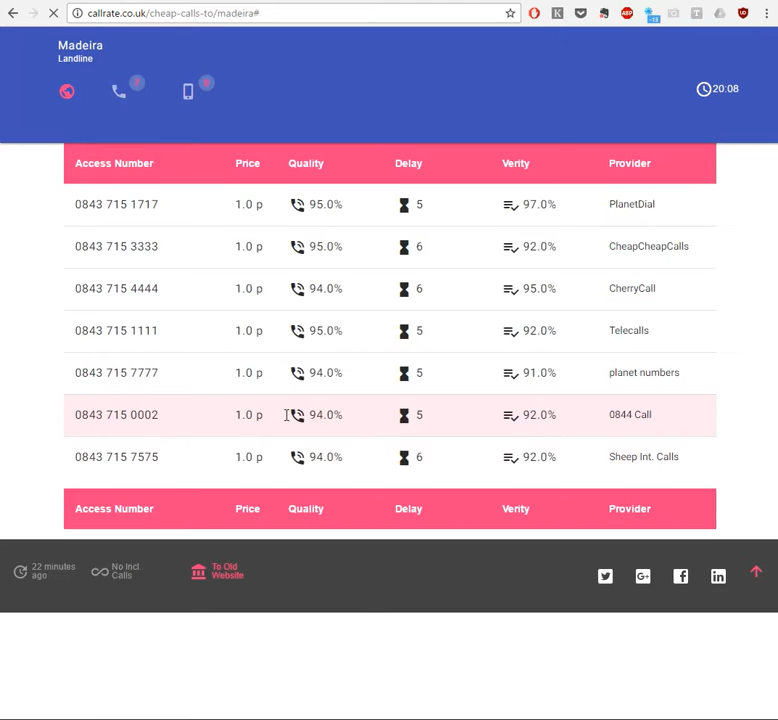 callrate.co.uk/cheap-calls-to/madeira#
Madeira
Landline
20:08
Access Number Price Quality Delay Verity Provider
0843 715 1717 1.0 p 95.0% 5 97.0% PlanetDial
0843 715 3333 1.0 p 95.0% 6 92.0% CheapCheapCalls
0843 715 4444 1.0 p 94.0% 6 95.0% CherryCall
0843 715 1111 1.0 p 95.0% 5 92.0% Telecalls
0843 715 7777 1.0 p 94.0% 5 91.0% planet numbers
0843 715 0002 1.0 p 94.0% 5 92.0% 0844 Call
0843 715 7575 1.0 p 94.0% 6 92.0% Sheep Int. Calls
Access Number Price Quality Delay Verity Provider
22 minutes
ago
No Incl
Calls
To Old
Website